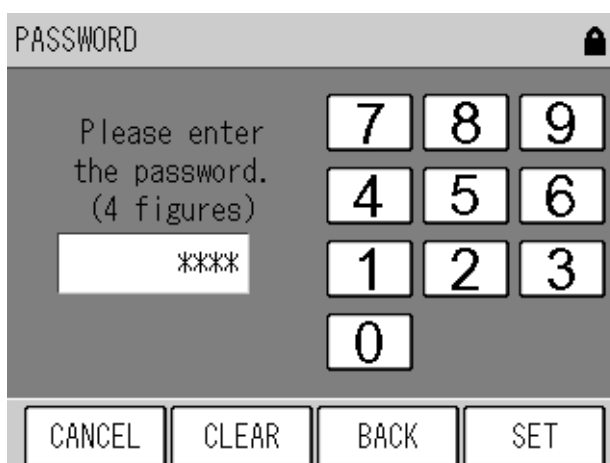 PASSWORD
Please enter
the password.
(4 figures)
****
7 8 9
4 5 6
1 2 3
0
CANCEL CLEAR BACK SET